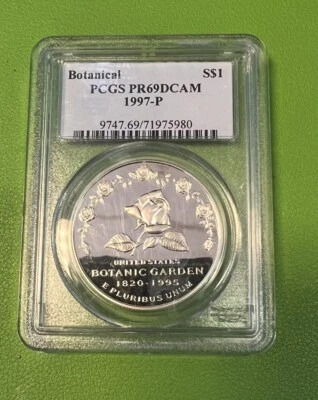 Botanical S$1
PCGS PR69DCAM
1997-P
9747.69/71975980
UNITED STATES
BOTANIC GARDEN
1820-1995
E PLURIBUS UNUM